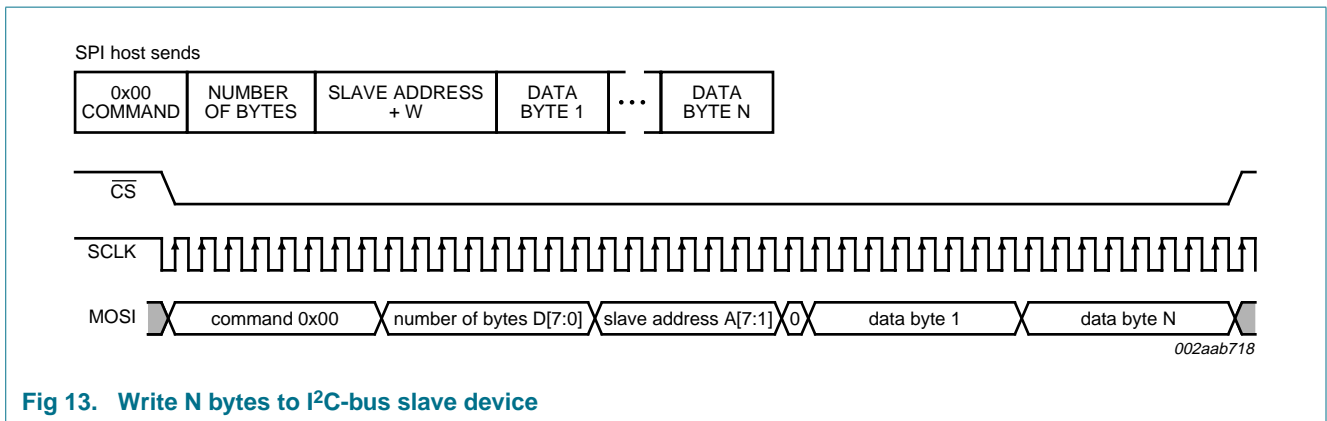 SPI host sends
0x00 COMMAND
NUMBER OF BYTES
SLAVE ADDRESS + W
DATA BYTE 1
...
DATA BYTE N
CS
SCLK
MOSI
command 0x00
number of bytes D[7:0]
slave address A[7:1]
0
data byte 1
data byte N
002aab718
Fig 13. Write N bytes to I²C-bus slave device